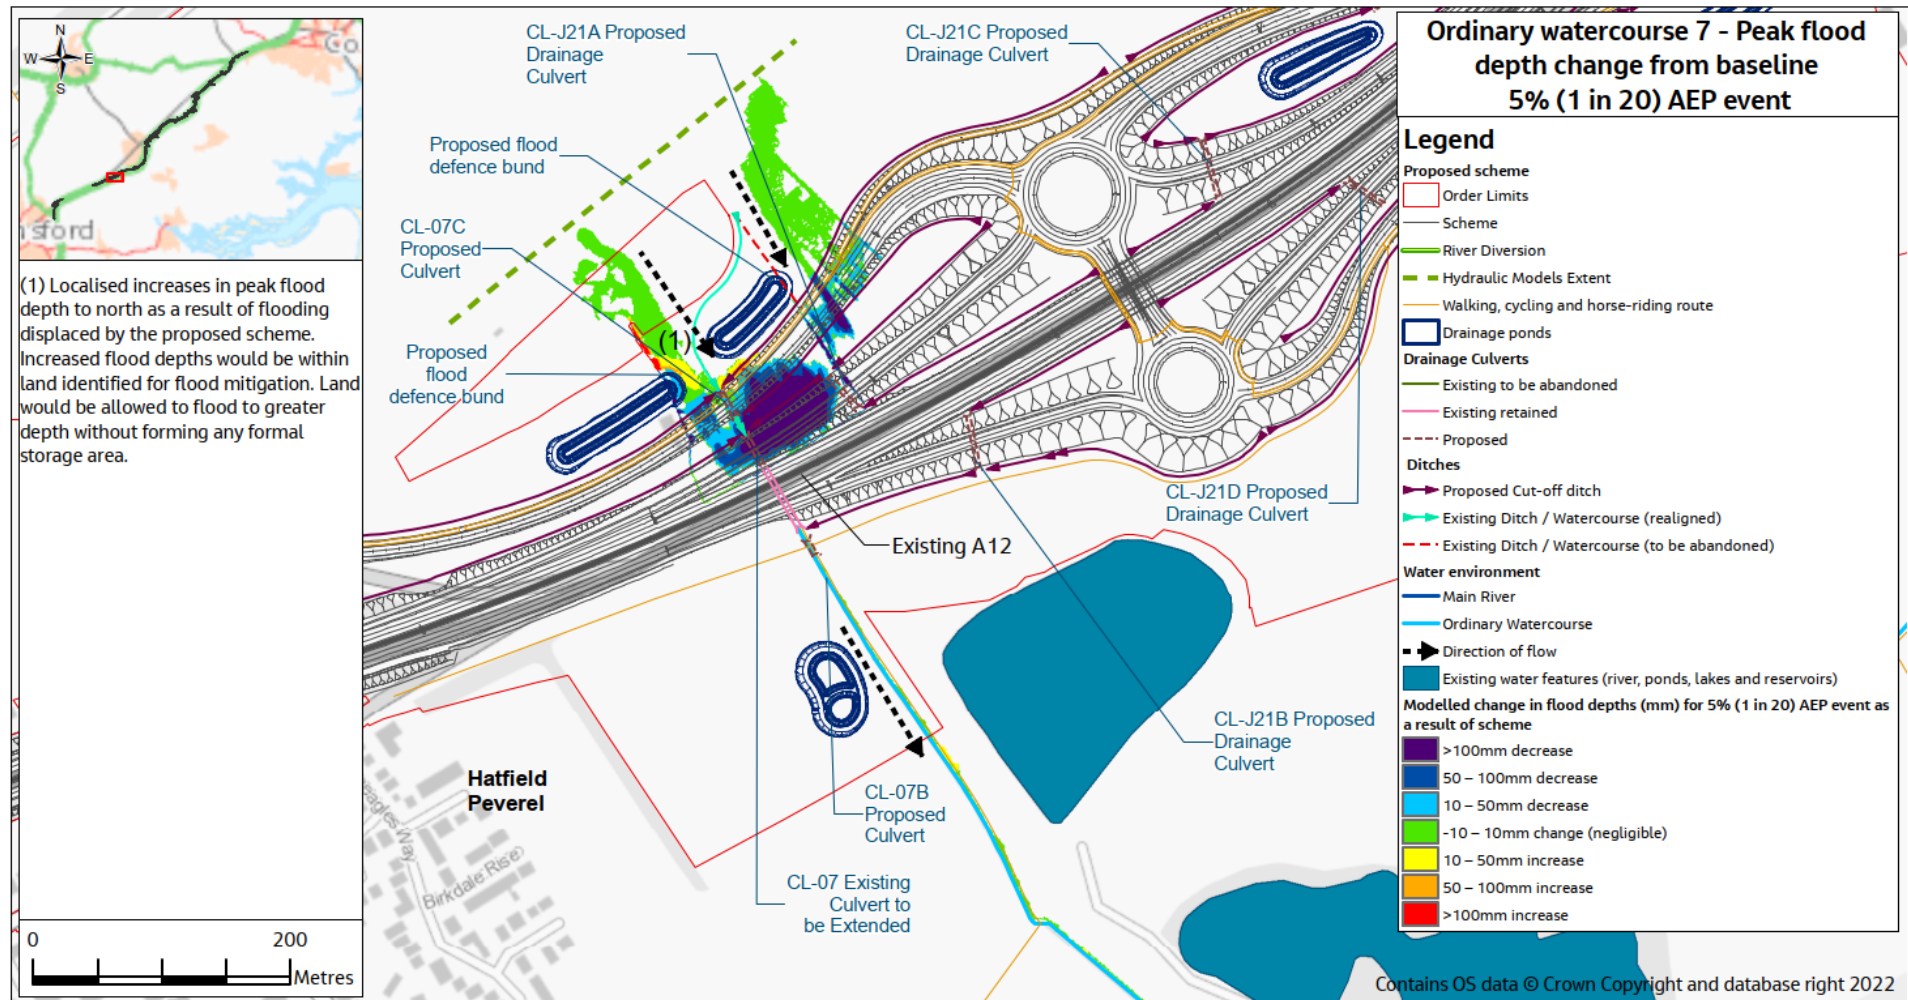 Ordinary watercourse 7 - Peak flood
depth change from baseline
5% (1 in 20) AEP event
N
W
E
S
Co
sford
(1) Localised increases in peak flood
depth to north as a result of flooding
displaced by the proposed scheme.
Increased flood depths would be within
land identified for flood mitigation. Land
would be allowed to flood to greater
depth without forming any formal
storage area.
0
200
Metres
CL-J21A Proposed
Drainage
Culvert
CL-J21C Proposed
Drainage Culvert
Proposed flood
defence bund
CL-07C
Proposed
Culvert
(1)
Proposed
flood
defence bund
CL-J21D Proposed
Drainage Culvert
Existing A12
CL-J21B Proposed
Drainage
Culvert
Hatfield
Peverel
CL-07B
Proposed
Culvert
CL-07 Existing
Culvert to
be Extended
eagles Way
Birkdale Rise
Legend
Proposed scheme
Order Limits
Scheme
River Diversion
Hydraulic Models Extent
Walking, cycling and horse-riding route
Drainage ponds
Drainage Culverts
Existing to be abandoned
Existing retained
Proposed
Ditches
Proposed Cut-off ditch
Existing Ditch / Watercourse (realigned)
Existing Ditch / Watercourse (to be abandoned)
Water environment
Main River
Ordinary Watercourse
Direction of flow
Existing water features (river, ponds, lakes and reservoirs)
Modelled change in flood depths (mm) for 5% (1 in 20) AEP event as
a result of scheme
>100mm decrease
50 – 100mm decrease
10 – 50mm decrease
-10 – 10mm change (negligible)
10 – 50mm increase
50 – 100mm increase
>100mm increase
Contains OS data © Crown Copyright and database right 2022